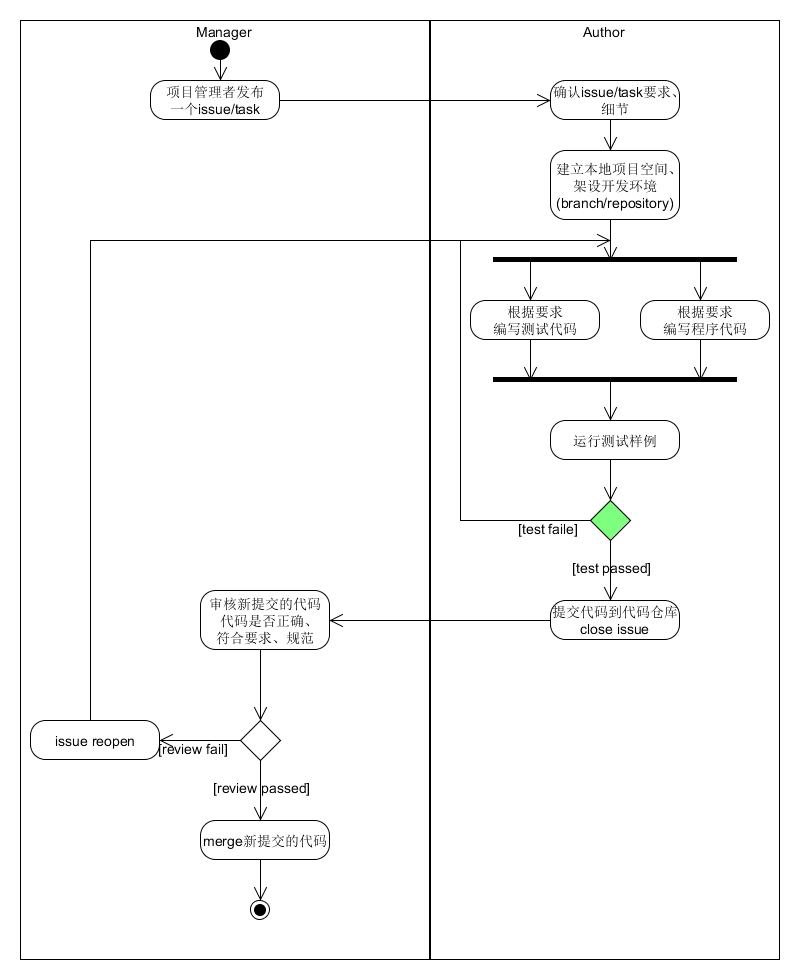 Manager
Author
项目管理者发布
一个issue/task
确认issue/task要求、
细节
建立本地项目空间、
架设开发环境
(branch/repository)
根据要求
编写测试代码
根据要求
编写程序代码
运行测试样例
[test faile]
[test passed]
提交代码到代码仓库
close issue
审核新提交的代码
代码是否正确、
符合要求、规范
issue reopen
[review fail]
[review passed]
merge新提交的代码